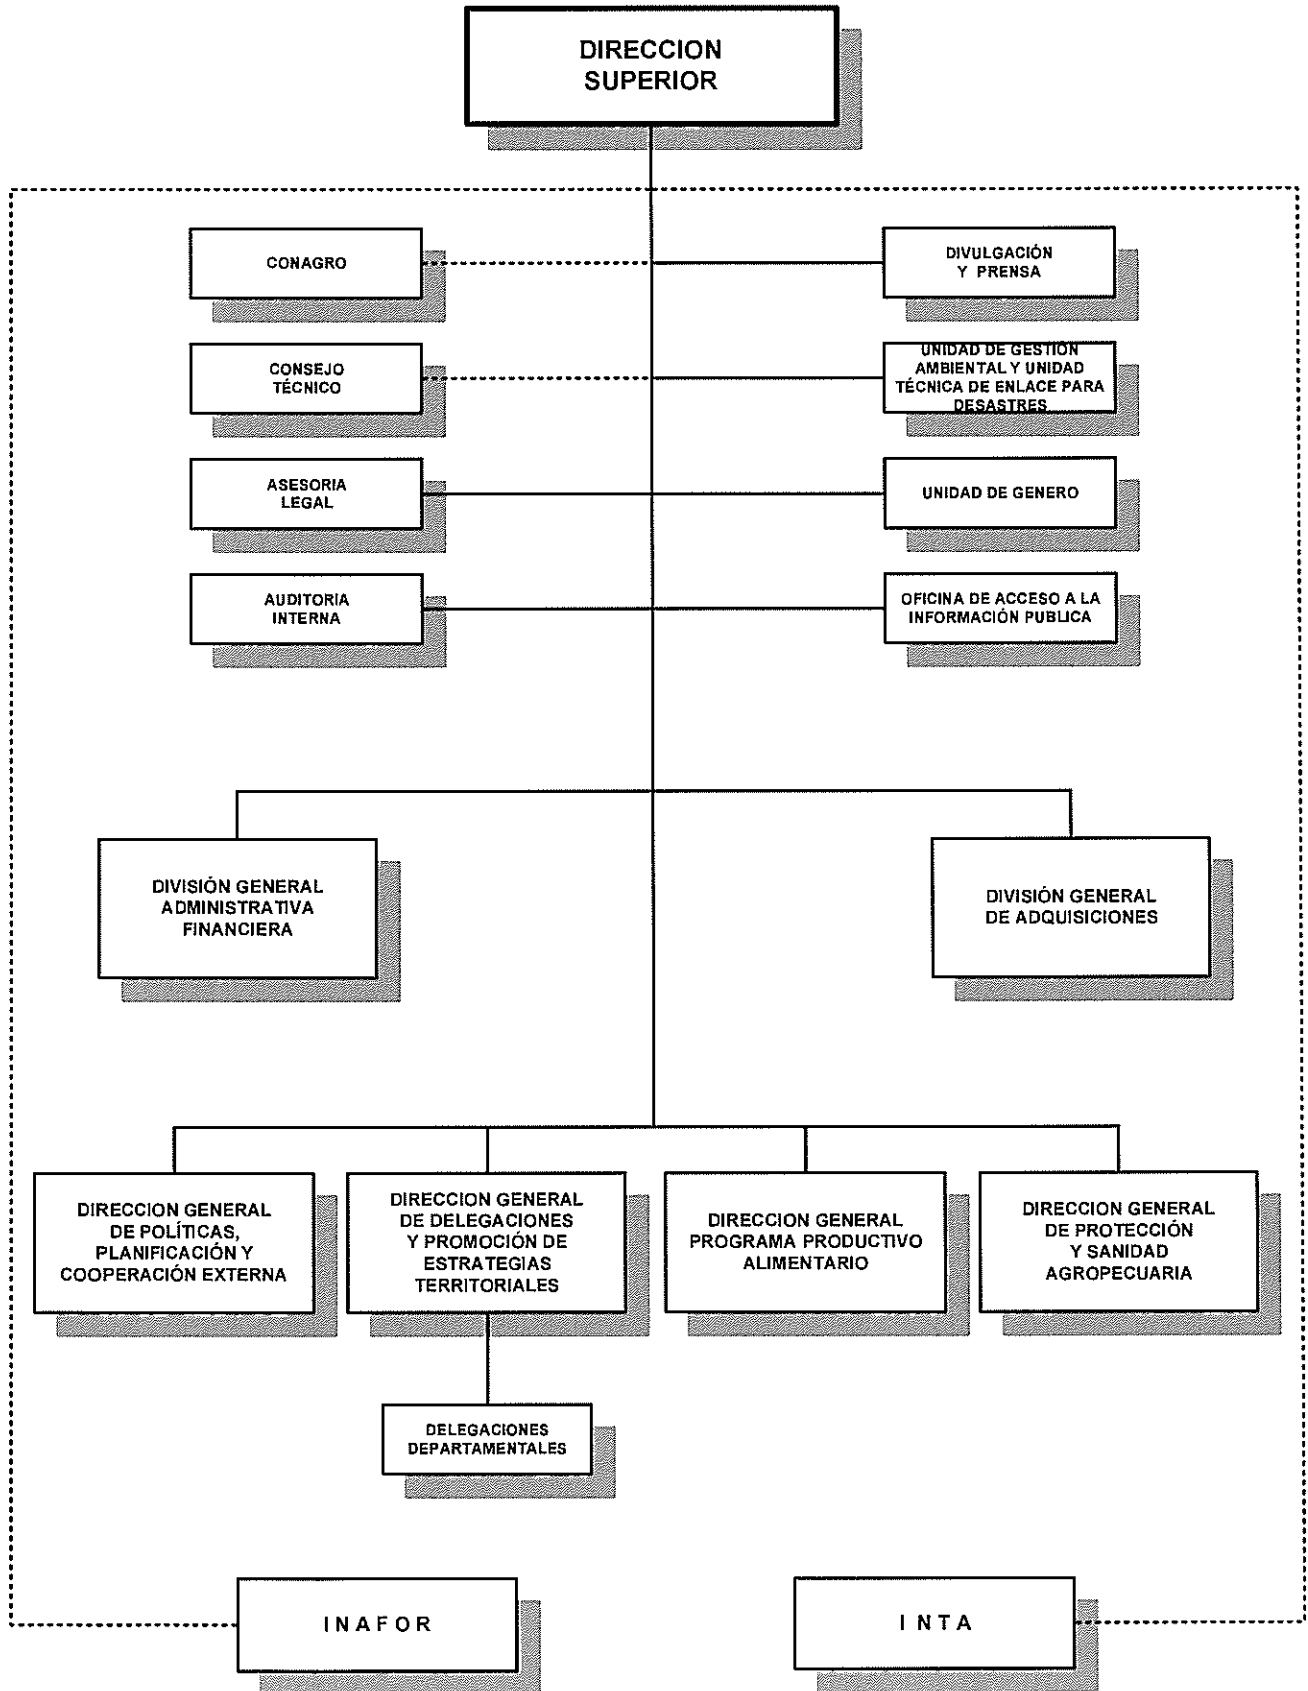 DIRECCION
SUPERIOR
CONAGRO
DIVULGACIÓN
Y PRENSA
CONSEJO
TÉCNICO
UNIDAD DE GESTIÓN
AMBIENTAL Y UNIDAD
TÉCNICA DE ENLACE PARA
DESASTRES
ASESORIA
LEGAL
UNIDAD DE GENERO
AUDITORIA
INTERNA
OFICINA DE ACCESO A LA
INFORMACIÓN PUBLICA
DIVISIÓN GENERAL
ADMINISTRATIVA
FINANCIERA
DIVISIÓN GENERAL
DE ADQUISICIONES
DIRECCION GENERAL
DE POLÍTICAS,
PLANIFICACIÓN Y
COOPERACIÓN EXTERNA
DIRECCION GENERAL
DE DELEGACIONES
Y PROMOCIÓN DE
ESTRATEGIAS
TERRITORIALES
DIRECCION GENERAL
PROGRAMA PRODUCTIVO
ALIMENTARIO
DIRECCION GENERAL
DE PROTECCIÓN
Y SANIDAD
AGROPECUARIA
DELEGACIONES
DEPARTAMENTALES
I N A F O R
I N T A